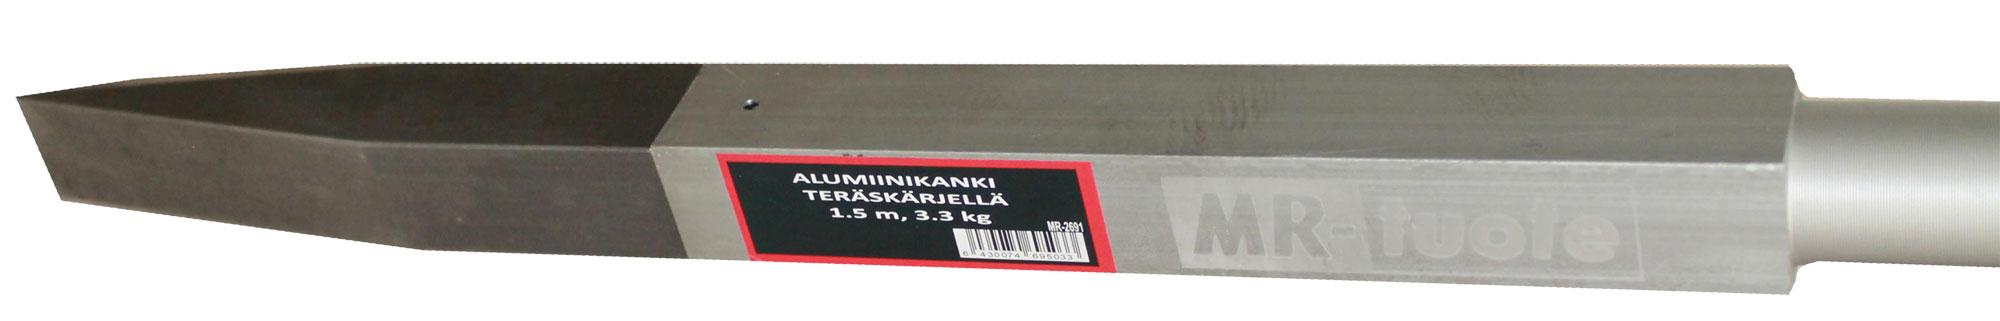 ALUMIINIKANKI
TERÄSKÄRJELLÄ
1.5 m, 3.3 kg
MR-2691
6 430074 695033
MR-tuote